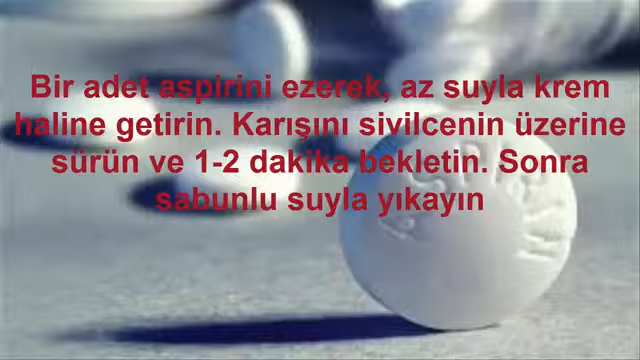 Bir adet aspirini ezerek, az suyla krem
haline getirin. Karışını sivilcenin üzerine
sürün ve 1-2 dakika bekletin. Sonra
sabunlu suyla yıkayın